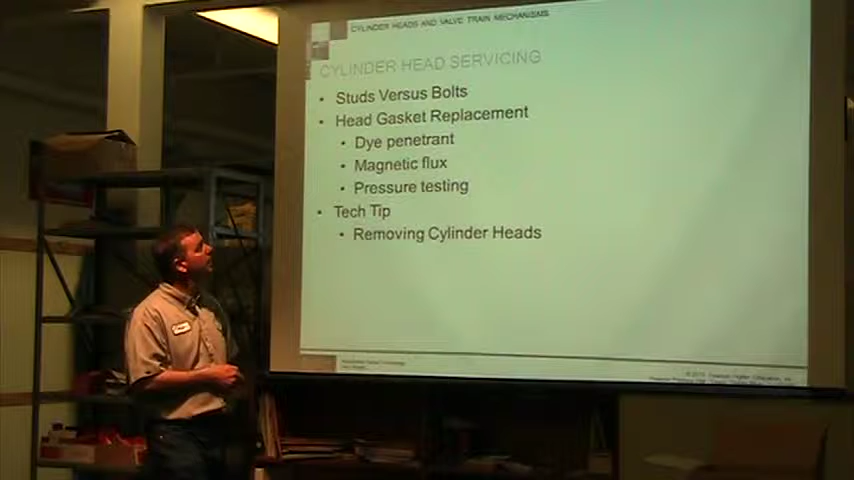 CYLINDER HEADS AND VALVE TRAIN MECHANISMS
CYLINDER HEAD SERVICING
• Studs Versus Bolts
• Head Gasket Replacement
• Dye penetrant
• Magnetic flux
• Pressure testing
• Tech Tip
• Removing Cylinder Heads